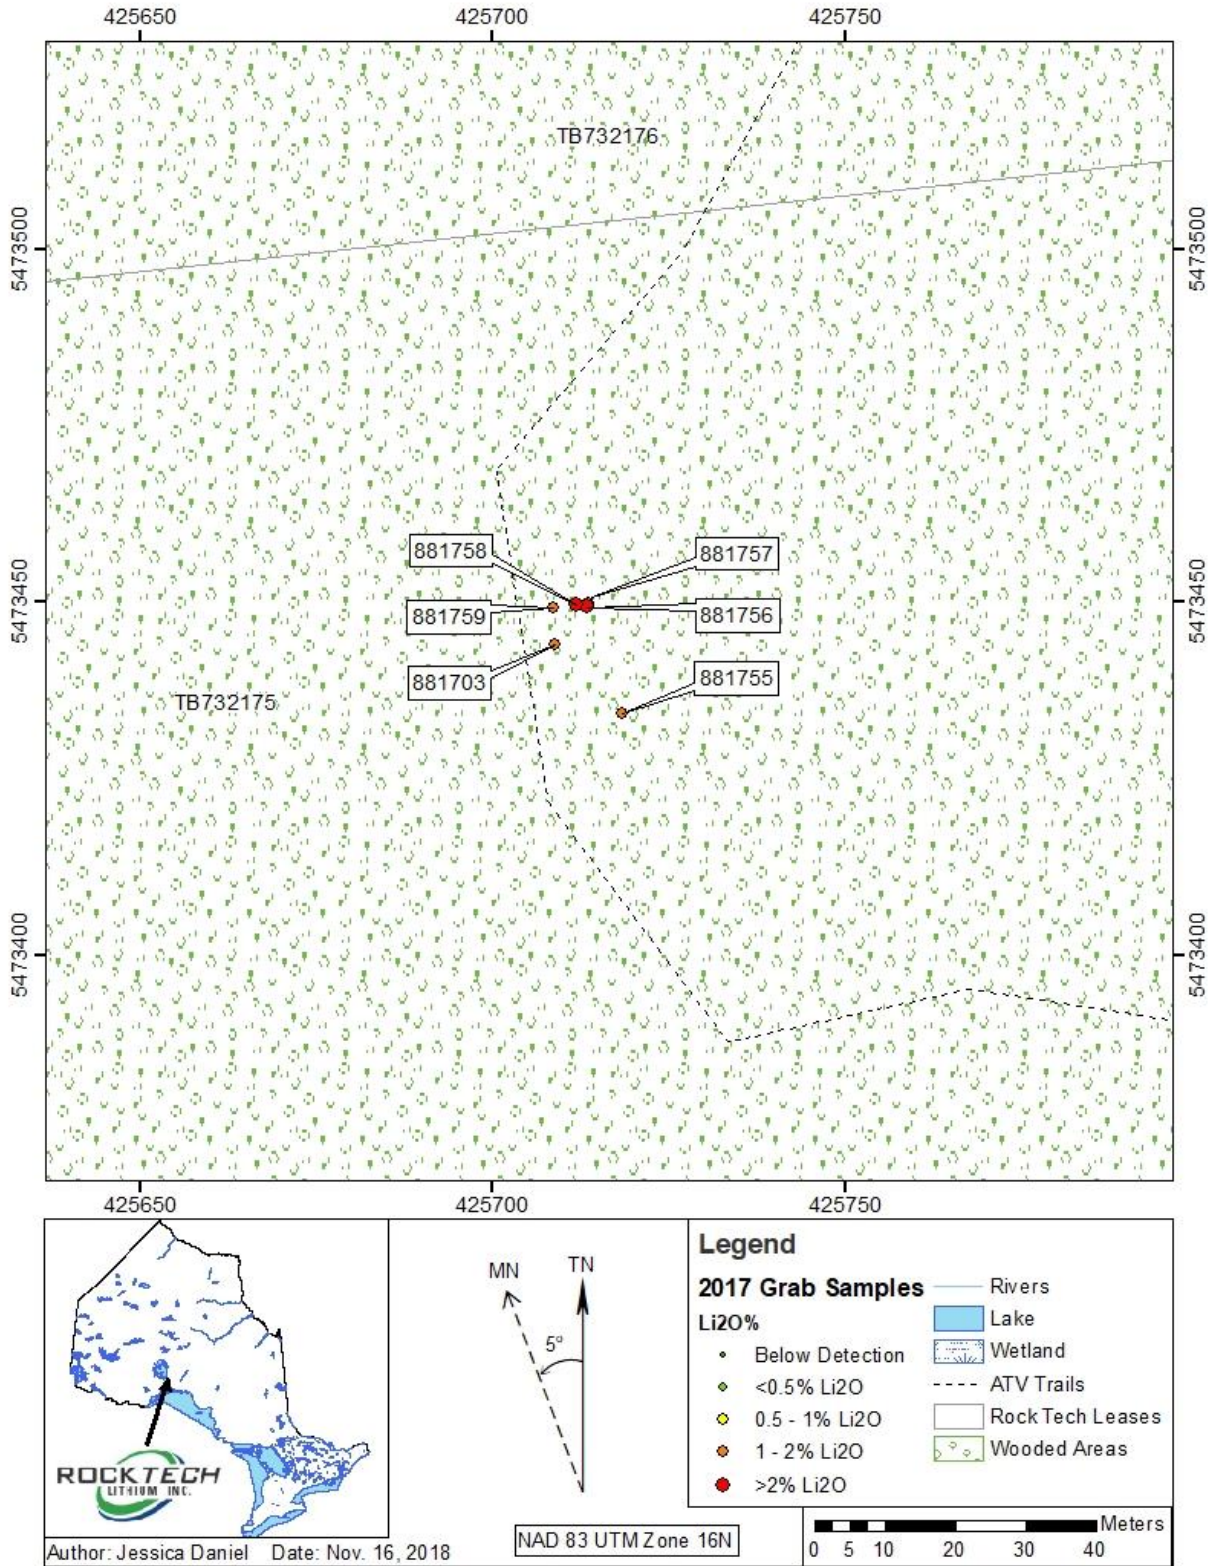 425650 425700 425750
TB732176
5473500 5473500
881758 881757
5473450 5473450
881759 881756
881703 881755
TB732175
5473400 5473400
425650 425700 425750
MN TN
5°
ROCKTECH
LITHIUM INC.
Author: Jessica Daniel Date: Nov. 16, 2018
NAD 83 UTM Zone 16N
Legend
2017 Grab Samples
Li2O%
Below Detection
<0.5% Li2O
0.5 - 1% Li2O
1 - 2% Li2O
>2% Li2O
Rivers
Lake
Wetland
ATV Trails
Rock Tech Leases
Wooded Areas
Meters
0 5 10 20 30 40